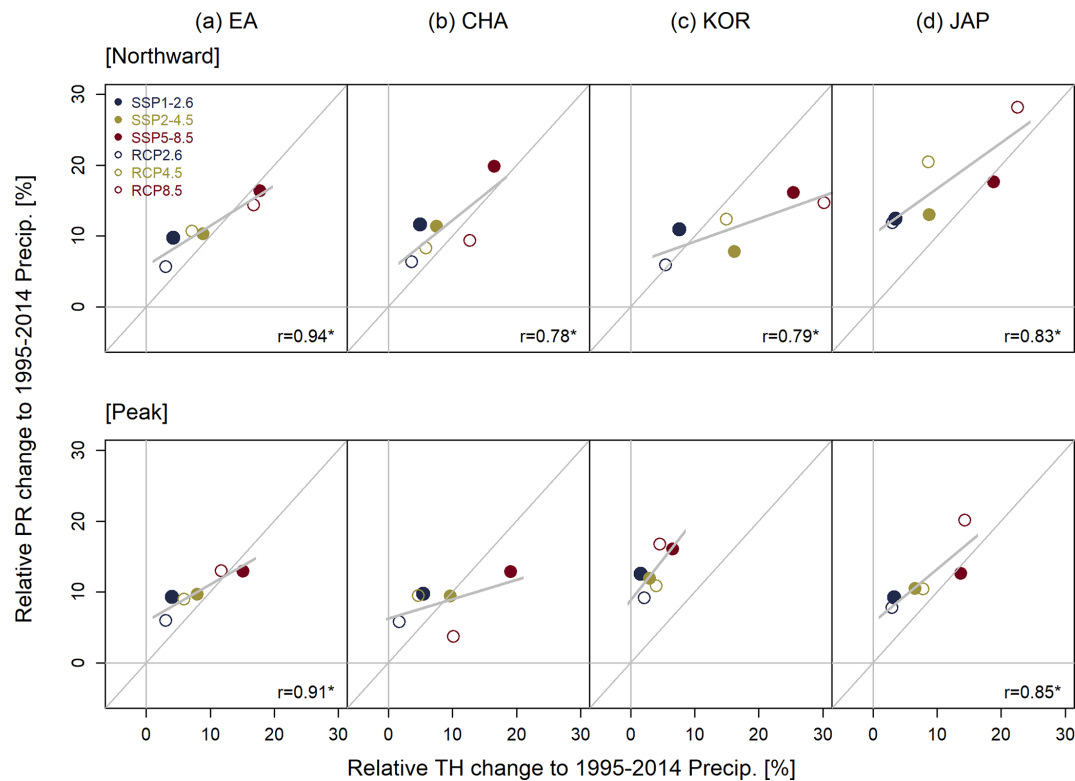 (a) EA (b) CHA (c) KOR (d) JAP
[Northward]
30
20
10
0
SSP1-2.6
SSP2-4.5
SSP5-8.5
RCP2.6
RCP4.5
RCP8.5
r=0.94* r=0.78* r=0.79* r=0.83*
Relative PR change to 1995-2014 Precip. [%]
[Peak]
30
20
10
0
r=0.91* r=0.85*
0 10 20 30 0 10 20 30 0 10 20 30 0 10 20 30
Relative TH change to 1995-2014 Precip. [%]